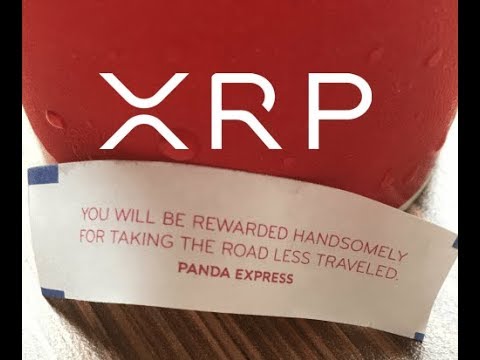 XRP
YOU WILL BE REWARDED HANDSOMELY
FOR TAKING THE ROAD LESS TRAVELED.
PANDA EXPRESS